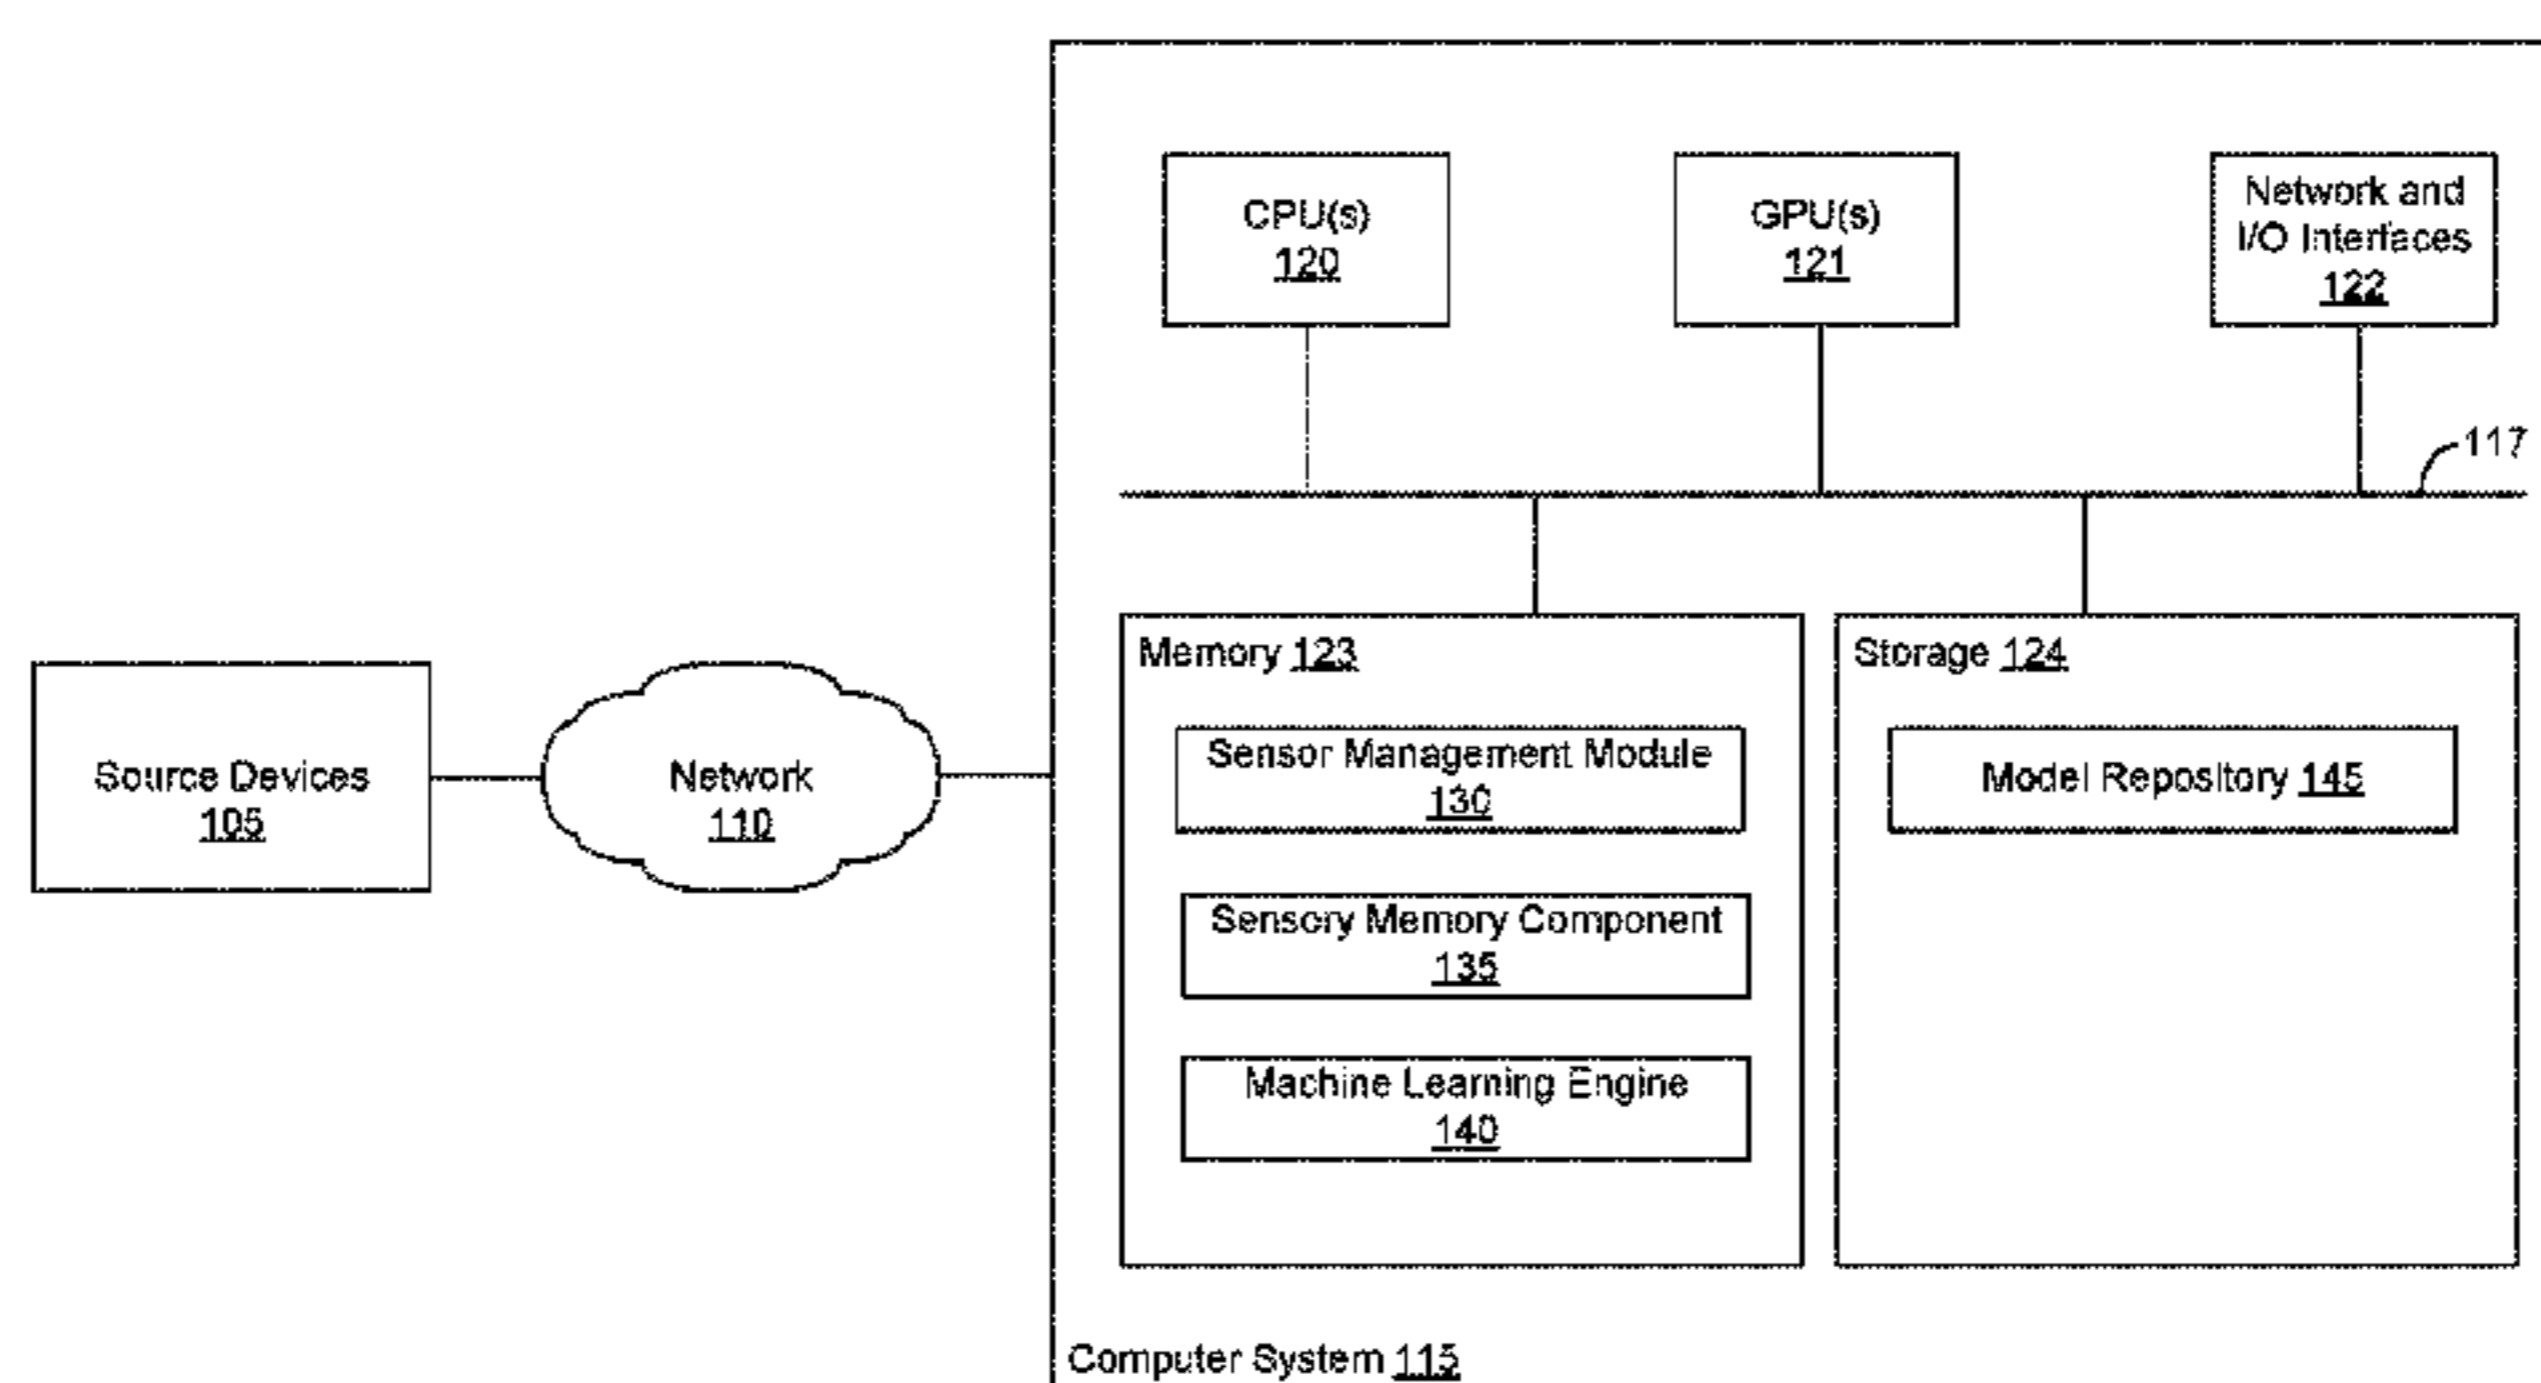 CPU(s)
120
GPU(s)
121
Network and
I/O Interfaces
122
117
Memory 123
Sensor Management Module
130
Sensory Memory Component
135
Machine Learning Engine
140
Storage 124
Model Repository 145
Source Devices
105
Network
110
Computer System 115